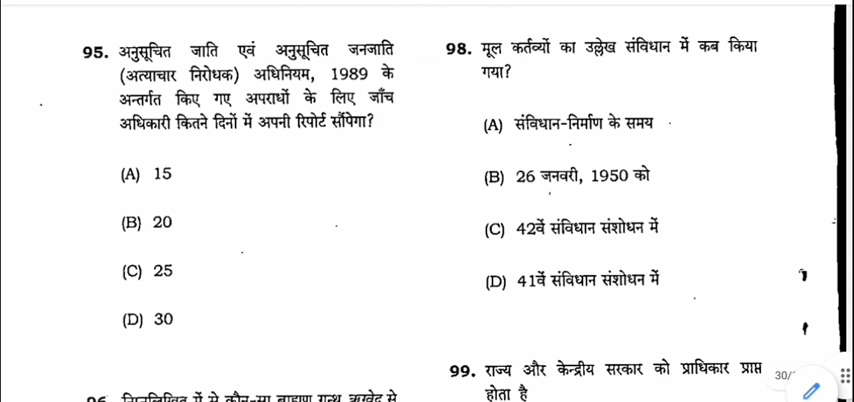 95. अनुसूचित जाति एवं अनुसूचित जनजाति
(अत्याचार निरोधक) अधिनियम, 1989 के
अन्तर्गत किए गए अपराधों के लिए जाँच
अधिकारी कितने दिनों में अपनी रिपोर्ट सौंपेगा?
(A) 15
(B) 20
(C) 25
(D) 30
98. मूल कर्तव्यों का उल्लेख संविधान में कब किया
गया?
(A) संविधान-निर्माण के समय
(B) 26 जनवरी, 1950 को
(C) 42वें संविधान संशोधन में
(D) 41वें संविधान संशोधन में
99. राज्य और केन्द्रीय सरकार को प्राधिकार प्राप्त
होता है
30/